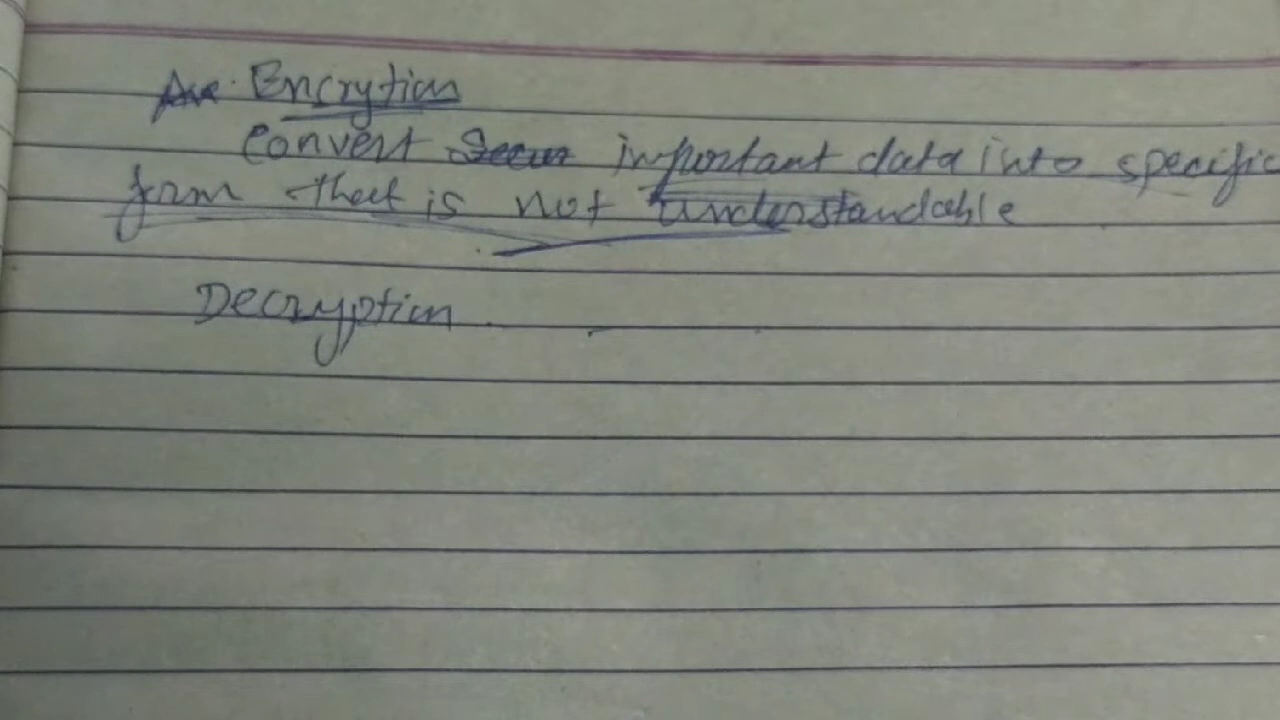 Encrytion
Convert important data into specific
form that is not understandable
Decryption